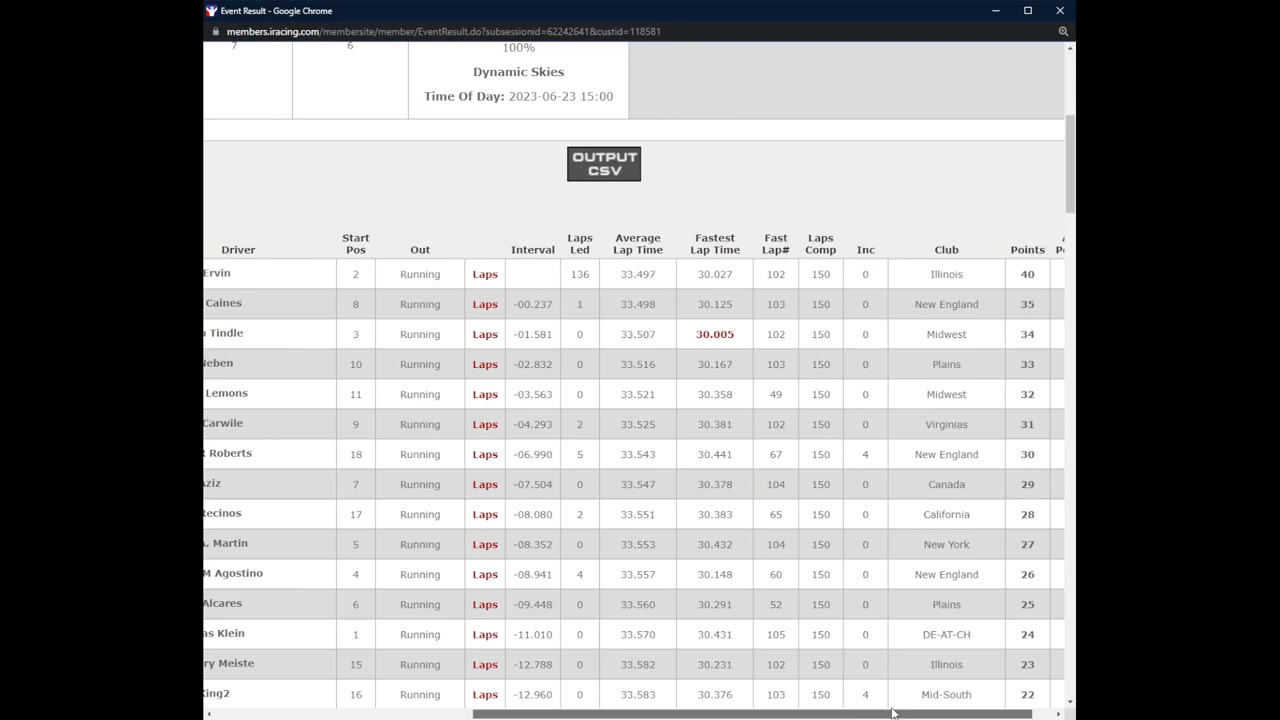 Event Result - Google Chrome
members.iracing.com/membersite/member/EventResult.do?subsessionid=62242641&custid=118581
7 6 100%
Dynamic Skies
Time Of Day: 2023-06-23 15:00
OUTPUT
CSV
Driver Start Pos Out Interval Laps Led Average Lap Time Fastest Lap Time Fast Lap# Laps Comp Inc Club Points
Ervin 2 Running Laps 136 33.497 30.027 102 150 0 Illinois 40
Caines 8 Running Laps -00.237 1 33.498 30.125 103 150 0 New England 35
Tindle 3 Running Laps -01.581 0 33.507 30.005 102 150 0 Midwest 34
Neben 10 Running Laps -02.832 0 33.516 30.167 103 150 0 Plains 33
Lemons 11 Running Laps -03.563 0 33.521 30.358 49 150 0 Midwest 32
Carwile 9 Running Laps -04.293 2 33.525 30.381 102 150 0 Virginias 31
R Roberts 18 Running Laps -06.990 5 33.543 30.441 67 150 4 New England 30
Aziz 7 Running Laps -07.504 0 33.547 30.378 104 150 0 Canada 29
Recinos 17 Running Laps -08.080 2 33.551 30.383 65 150 0 California 28
A. Martin 5 Running Laps -08.352 0 33.553 30.432 104 150 0 New York 27
M Agostino 4 Running Laps -08.941 4 33.557 30.148 60 150 0 New England 26
Alcares 6 Running Laps -09.448 0 33.560 30.291 52 150 0 Plains 25
as Klein 1 Running Laps -11.010 0 33.570 30.431 105 150 0 DE-AT-CH 24
ry Meiste 15 Running Laps -12.788 0 33.582 30.231 102 150 0 Illinois 23
King2 16 Running Laps -12.960 0 33.583 30.376 103 150 4 Mid-South 22